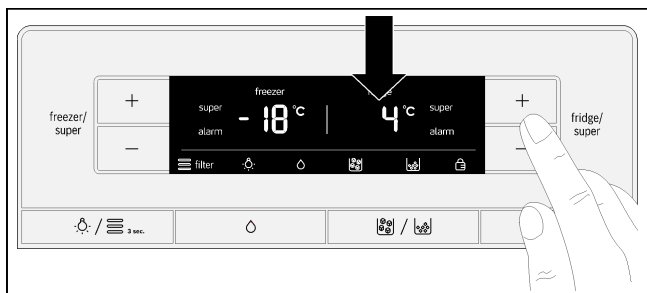 freezer
super
-18 °C
4 °C
super
alarm
alarm
freezer/
super
+
−
+
−
fridge/
super
filter
3 sec.